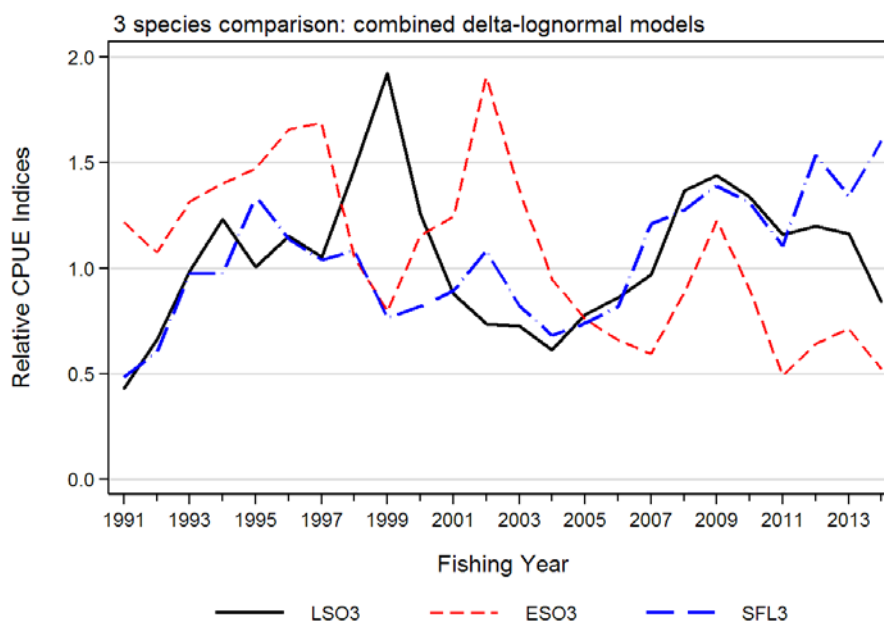 3 species comparison: combined delta-lognormal models
2.0
1.5
1.0
0.5
0.0
Relative CPUE Indices
1991 1993 1995 1997 1999 2001 2003 2005 2007 2009 2011 2013
Fishing Year
LSO3 ESO3 SFL3